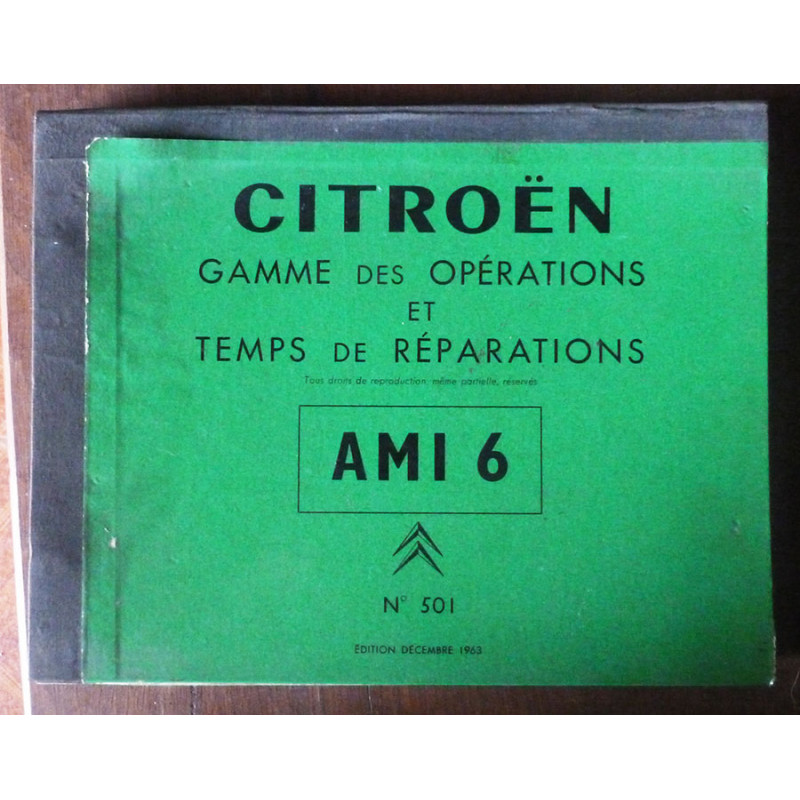 CITROËN
GAMME DES OPÉRATIONS
ET
TEMPS DE RÉPARATIONS
Tous droits de reproduction, même partielle, réservés
AMI 6
N° 501
ÉDITION DÉCEMBRE 1963